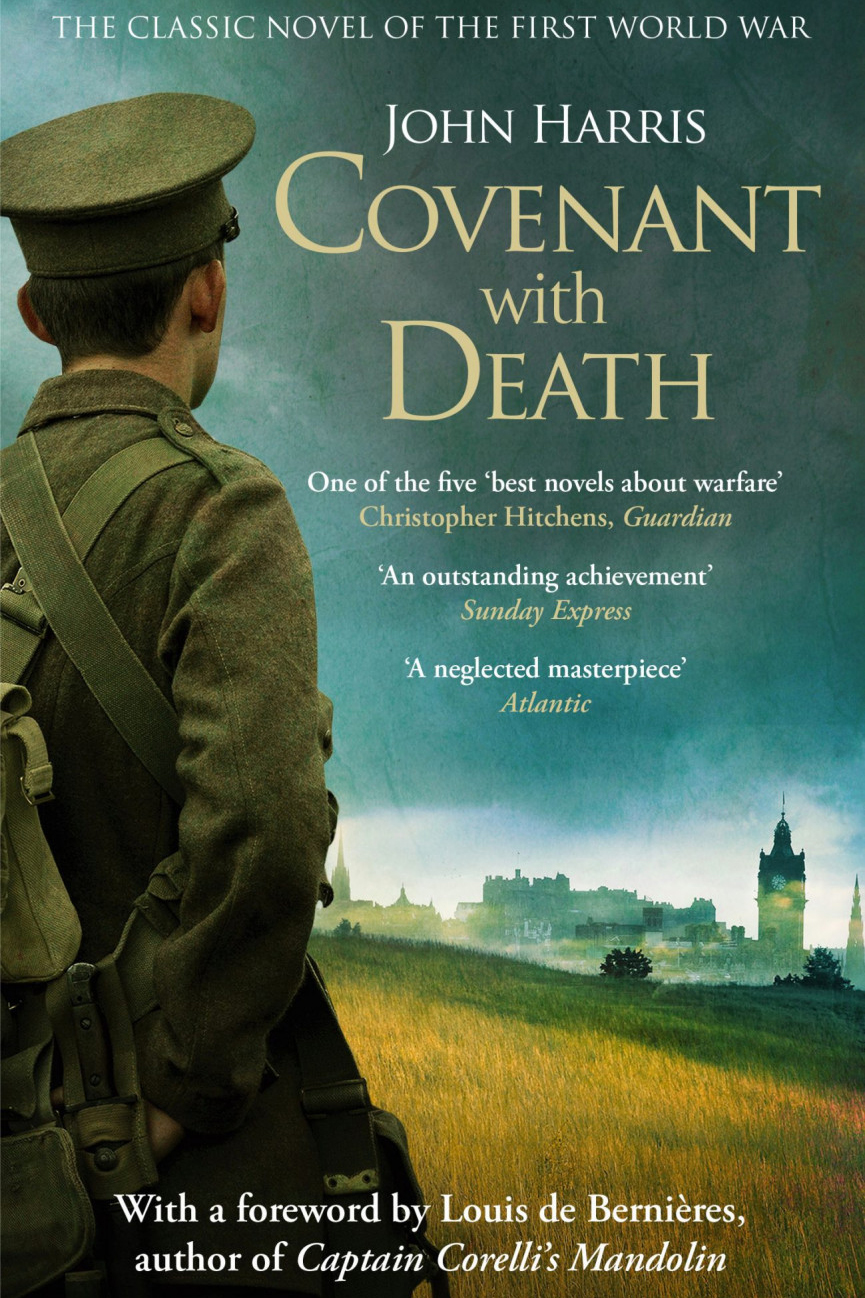 THE CLASSIC NOVEL OF THE FIRST WORLD WAR
JOHN HARRIS
COVENANT
with
DEATH
One of the five ‘best novels about warfare’
Christopher Hitchens, Guardian
‘An outstanding achievement’
Sunday Express
‘A neglected masterpiece’
Atlantic
With a foreword by Louis de Bernières,
author of Captain Corelli’s Mandolin